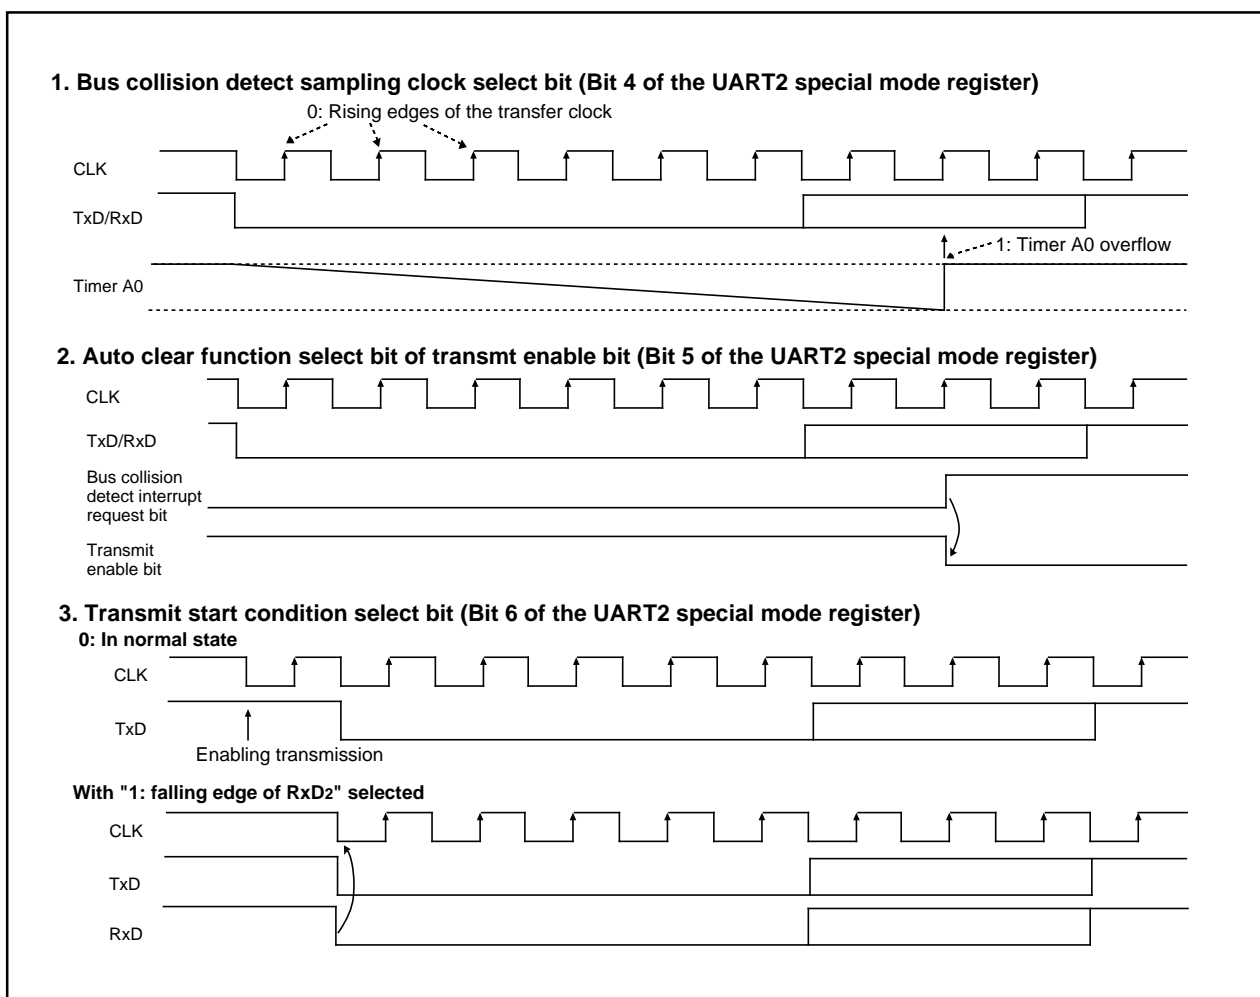 1. Bus collision detect sampling clock select bit (Bit 4 of the UART2 special mode register)
0: Rising edges of the transfer clock
CLK
TxD/RxD
1: Timer A0 overflow
Timer A0
2. Auto clear function select bit of transmt enable bit (Bit 5 of the UART2 special mode register)
CLK
TxD/RxD
Bus collision
detect interrupt
request bit
Transmit
enable bit
3. Transmit start condition select bit (Bit 6 of the UART2 special mode register)
0: In normal state
CLK
TxD
Enabling transmission
With "1: falling edge of RxD2" selected
CLK
TxD
RxD